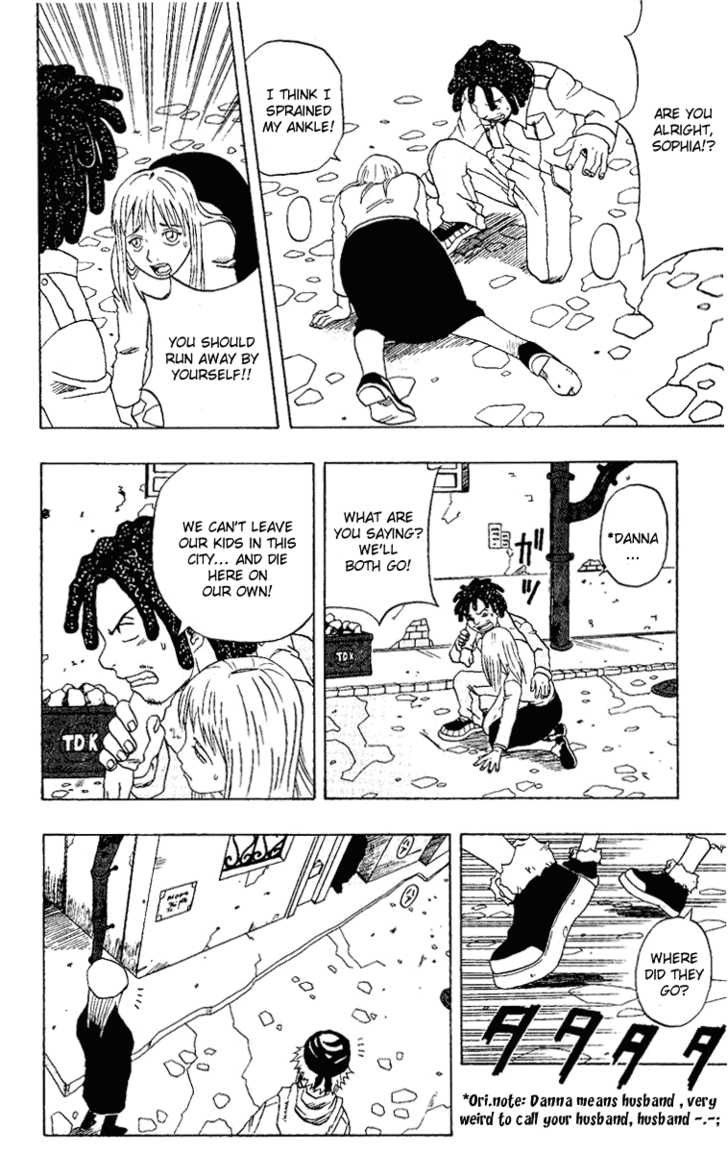 ARE YOU
ALRIGHT,
SOPHIA!?
I THINK I
SPRAINED
MY ANKLE!
YOU SHOULD
RUN AWAY BY
YOURSELF!!
*DANNA
...
WHAT ARE
YOU SAYING?
WE'LL
BOTH GO!
ガ
ッ
TDK
WE CAN'T LEAVE
OUR KIDS IN THIS
CITY... AND DIE
HERE ON
OUR OWN!
TDK
WHERE
DID THEY
GO?
タタタタ
*Ori.note: Danna means husband , very
weird to call your husband, husband -.-;